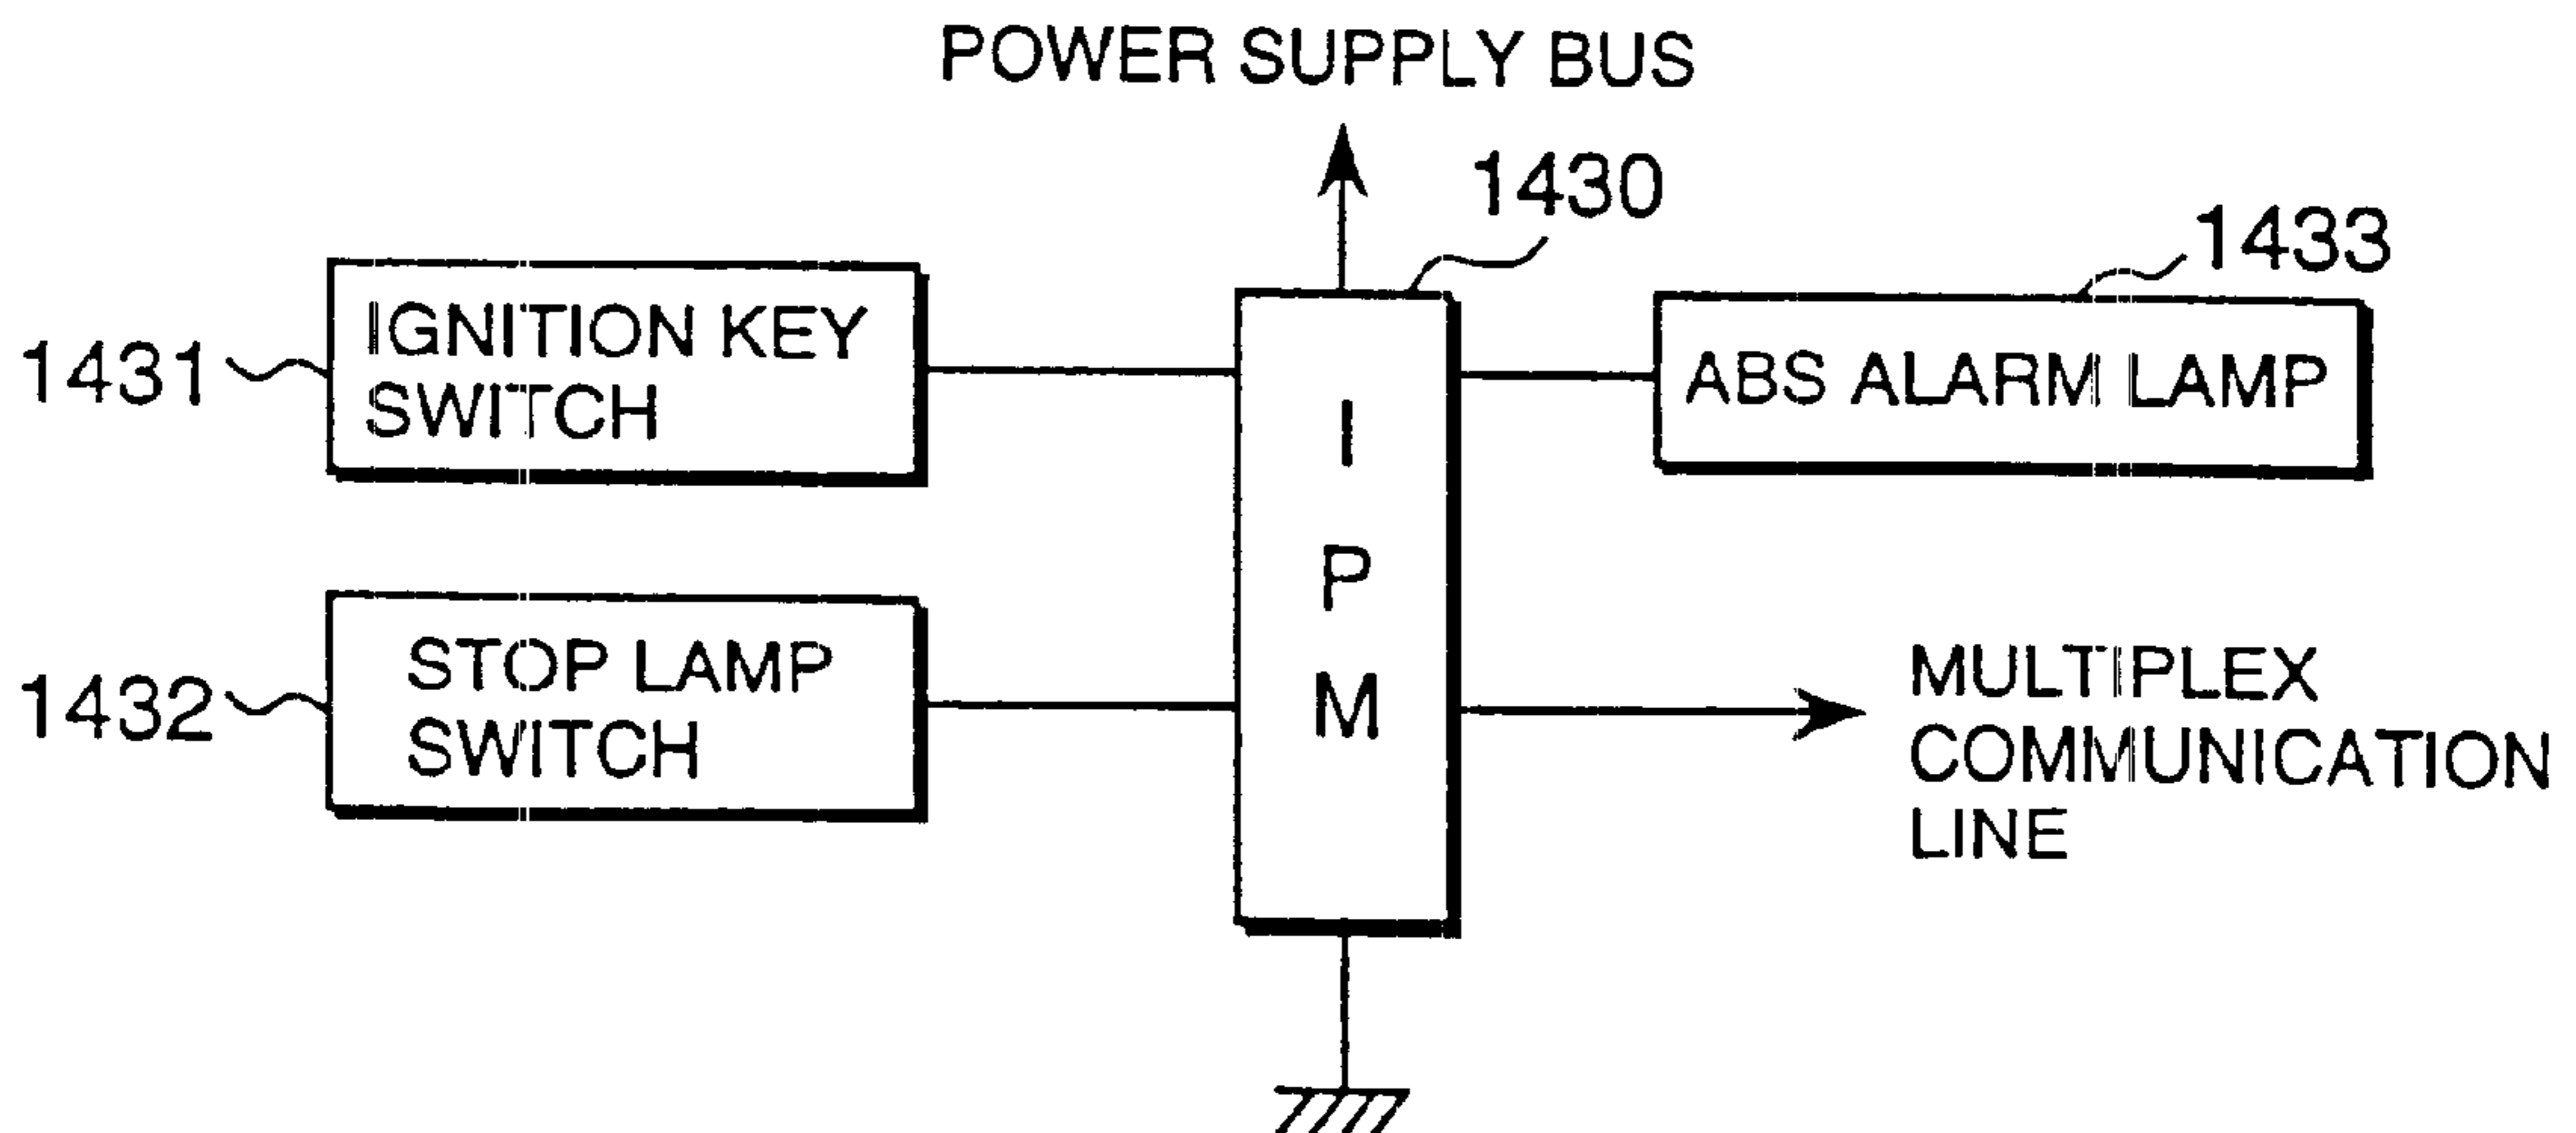 POWER SUPPLY BUS
1430
1433
1431
IGNITION KEY
SWITCH
I
P
M
ABS ALARM LAMP
1432
STOP LAMP
SWITCH
MULTIPLEX
COMMUNICATION
LINE